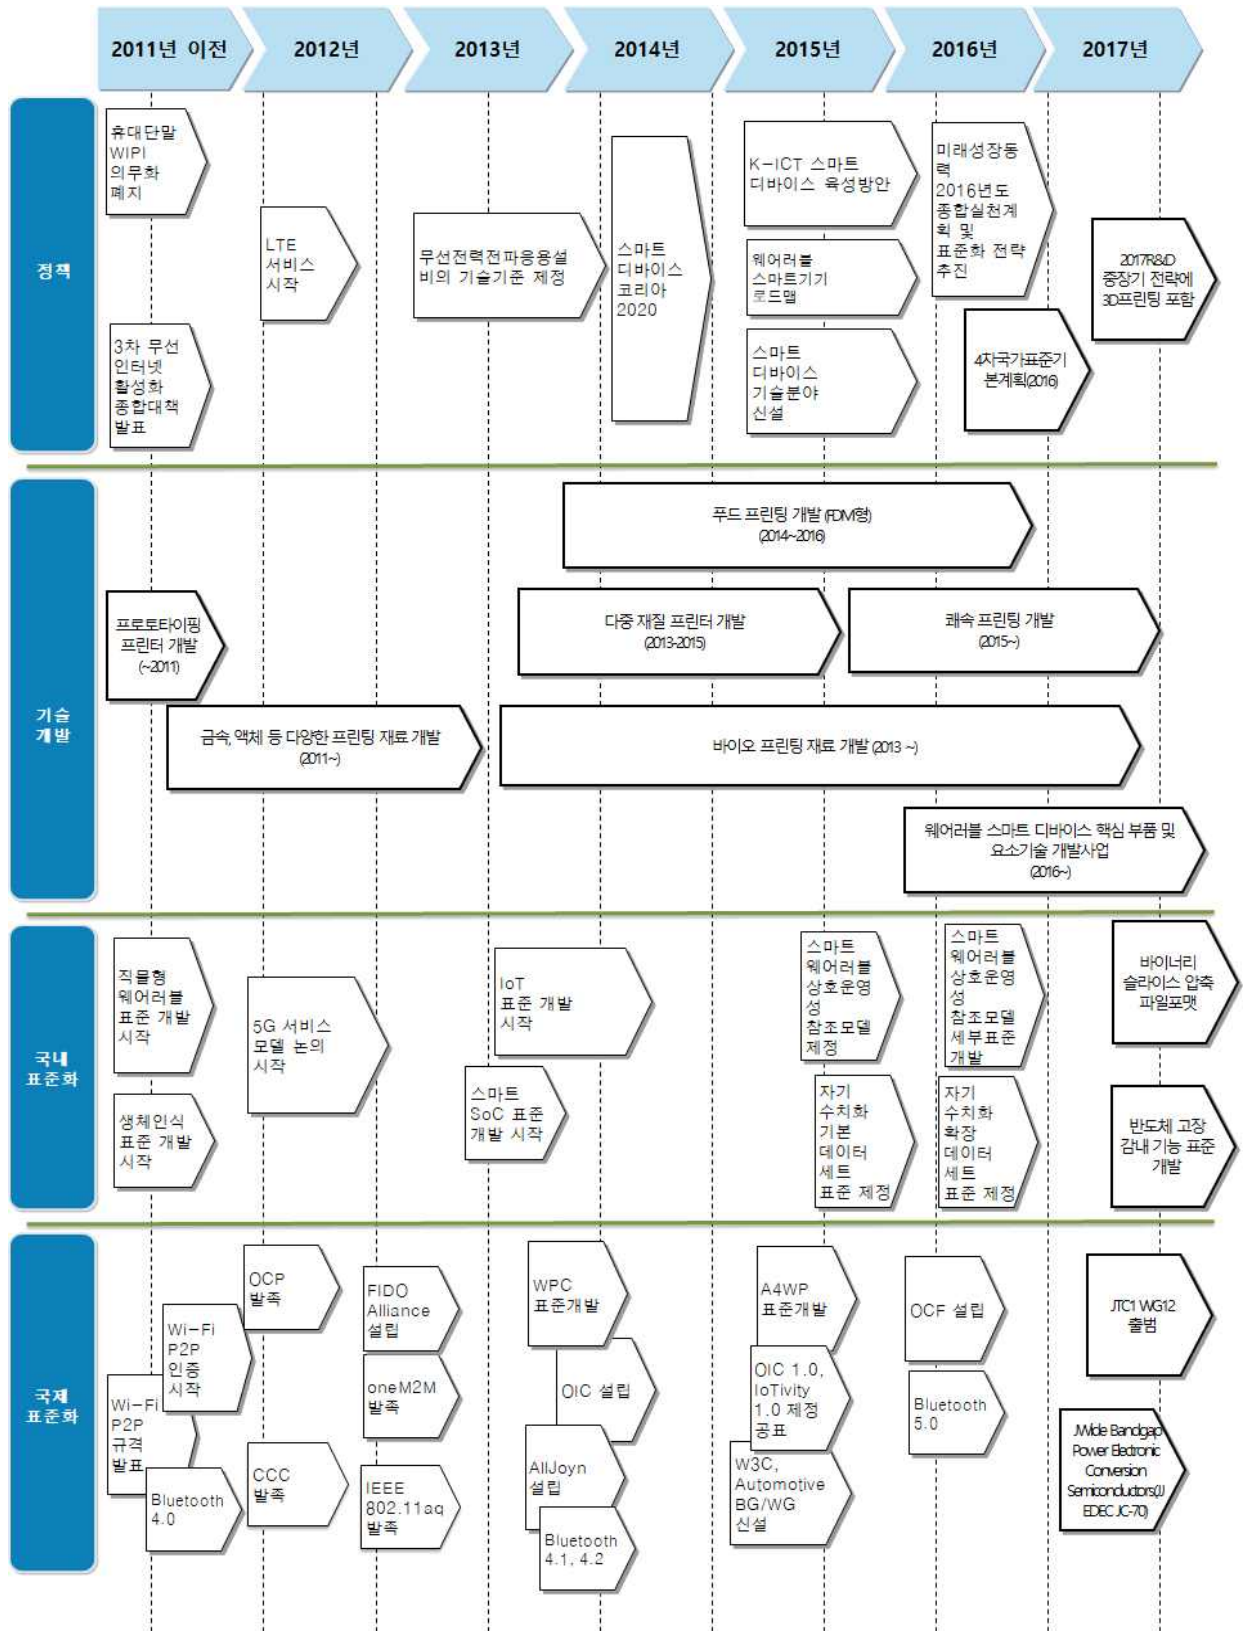 2011년 이전
2012년
2013년
2014년
2015년
2016년
2017년
정책
휴대단말
WIPI
의무화
폐지
3차 무선
인터넷
활성화
종합대책
발표
LTE
서비스
시작
무선전력전파응용설
비의 기술기준 제정
스마트
디바이스
코리아
2020
K-ICT 스마트
디바이스 육성방안
웨어러블
스마트기기
로드맵
스마트
디바이스
기술분야
신설
미래성장동
력
2016년도
종합실천계
획 및
표준화 전략
추진
4차국가표준기
본계획(2016)
2017R&D
중장기 전략에
3D프린팅 포함
기술
개발
푸드 프린팅 개발 (FDM형)
(2014~2016)
프로토타이핑
프린터 개발
(~2011)
다중 재질 프린터 개발
(2013-2015)
쾌속 프린팅 개발
(2015~)
금속, 액체 등 다양한 프린팅 재료 개발
(2011~)
바이오 프린팅 재료 개발 (2013 ~)
웨어러블 스마트 디바이스 핵심 부품 및
요소기술 개발사업
(2016~)
국내
표준화
직물형
웨어러블
표준 개발
시작
생체인식
표준 개발
시작
5G 서비스
모델 논의
시작
IoT
표준 개발
시작
스마트
SoC 표준
개발 시작
스마트
웨어러블
상호운영
성
참조모델
제정
자기
수치화
기본
데이터
세트
표준 제정
스마트
웨어러블
상호운영
성
참조모델
세부표준
개발
자기
수치화
확장
데이터
세트
표준 제정
바이너리
슬라이스 압축
파일포맷
반도체 고장
감내 기능 표준
개발
국제
표준화
Wi-Fi
P2P
인증
시작
Wi-Fi
P2P
규격
발표
Bluetooth
4.0
OCP
발족
CCC
발족
FIDO
Alliance
설립
oneM2M
발족
IEEE
802.11aq
발족
WPC
표준개발
OIC 설립
AllJoyn
설립
Bluetooth
4.1, 4.2
A4WP
표준개발
OIC 1.0,
IoTivity
1.0 제정
공표
W3C,
Automotive
BG/WG
신설
OCF 설립
Bluetooth
5.0
JTC1 WG12
출범
JWide Bandgap
Power Electronic
Conversion
Semiconductors(JJ
EDEC JC-70)